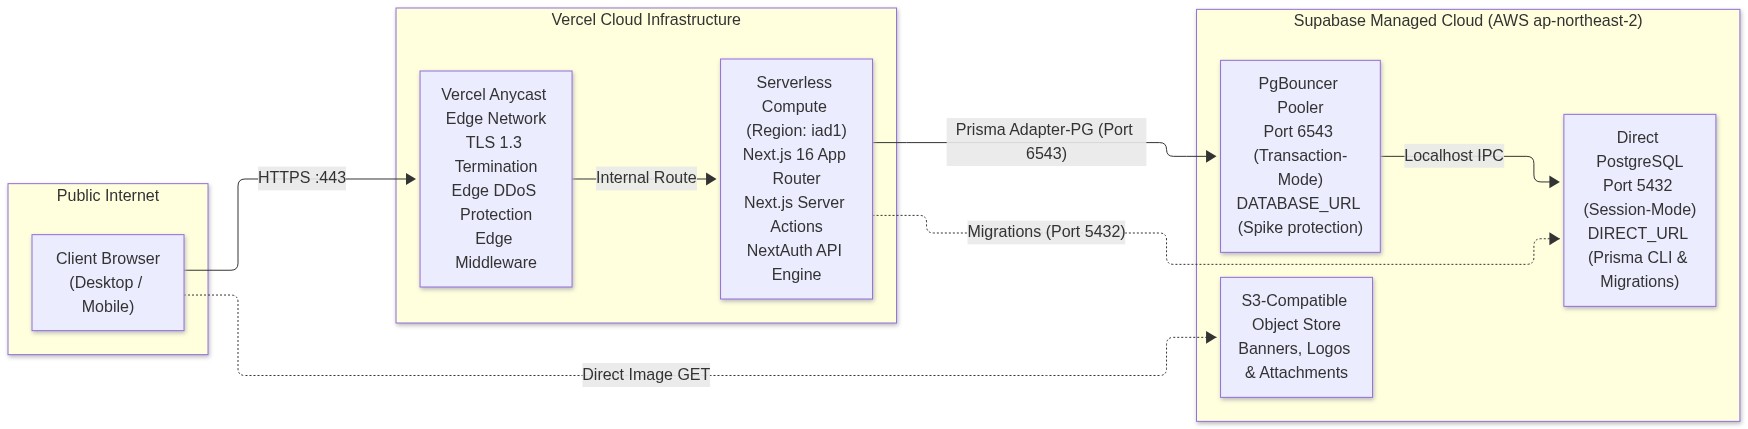 Vercel Cloud Infrastructure
Supabase Managed Cloud (AWS ap-northeast-2)
Public Internet
Client Browser
(Desktop /
Mobile)
HTTPS :443
Vercel Anycast
Edge Network
TLS 1.3
Termination
Edge DDoS
Protection
Edge
Middleware
Internal Route
Serverless
Compute
(Region: iad1)
Next.js 16 App
Router
Next.js Server
Actions
NextAuth API
Engine
Prisma Adapter-PG (Port
6543)
Migrations (Port 5432)
Direct Image GET
PgBouncer
Pooler
Port 6543
(Transaction-
Mode)
DATABASE_URL
(Spike protection)
Localhost IPC
Direct
PostgreSQL
Port 5432
(Session-Mode)
DIRECT_URL
(Prisma CLI &
Migrations)
S3-Compatible
Object Store
Banners, Logos
& Attachments